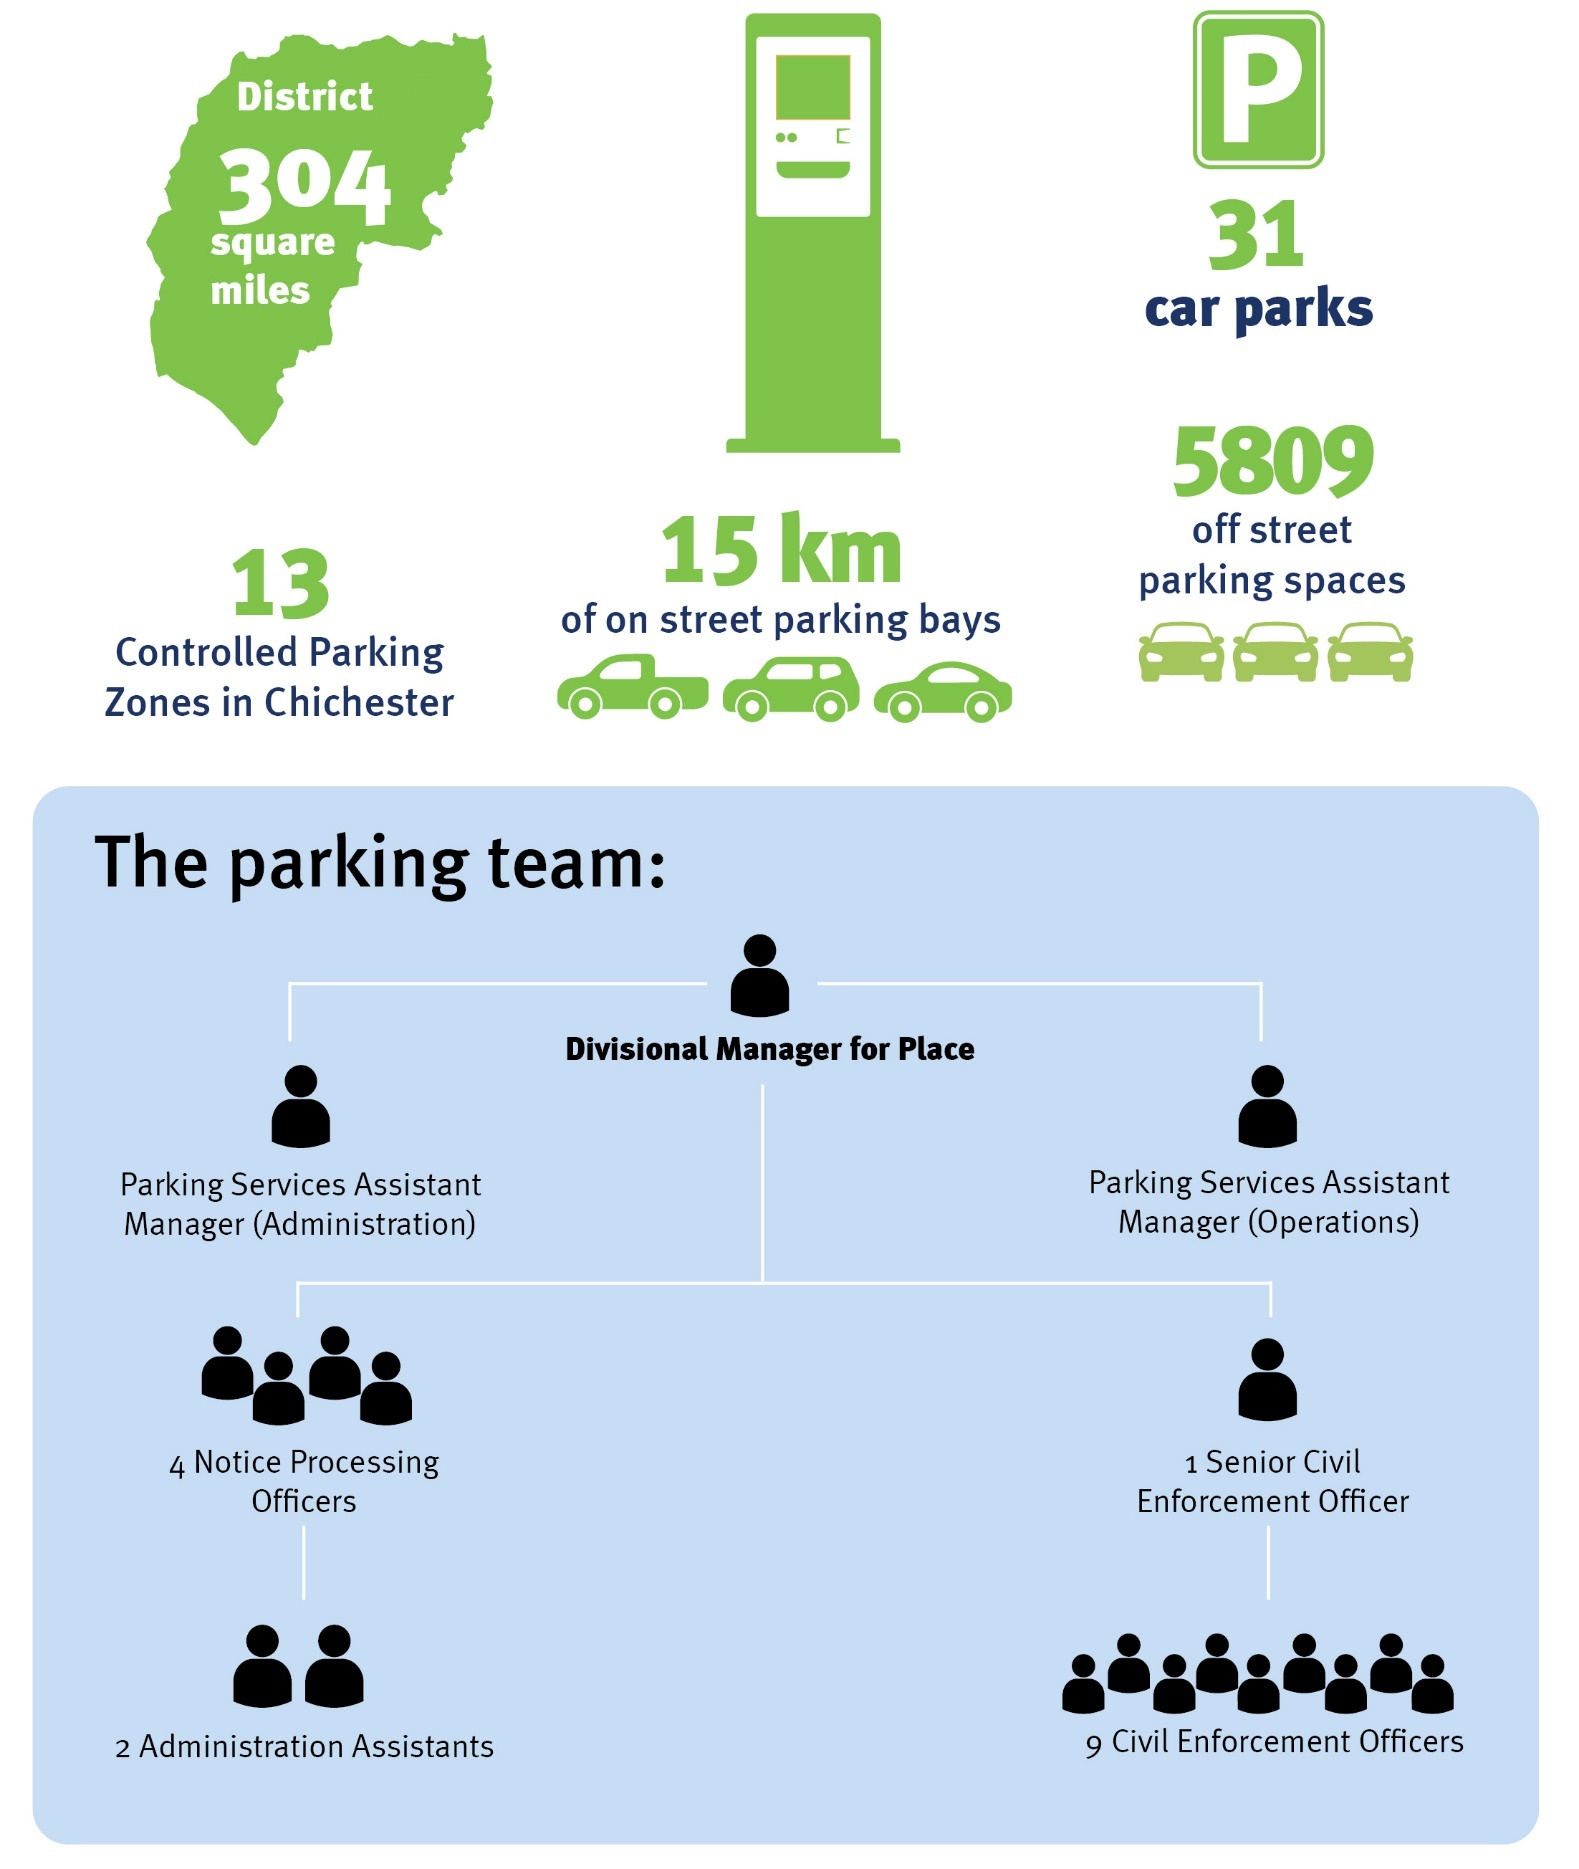 District
304
square
miles
P
31
car parks
5809
off street
parking spaces
13
Controlled Parking
Zones in Chichester
15 km
of on street parking bays
The parking team:
Divisional Manager for Place
Parking Services Assistant
Manager (Administration)
Parking Services Assistant
Manager (Operations)
4 Notice Processing
Officers
1 Senior Civil
Enforcement Officer
2 Administration Assistants
9 Civil Enforcement Officers